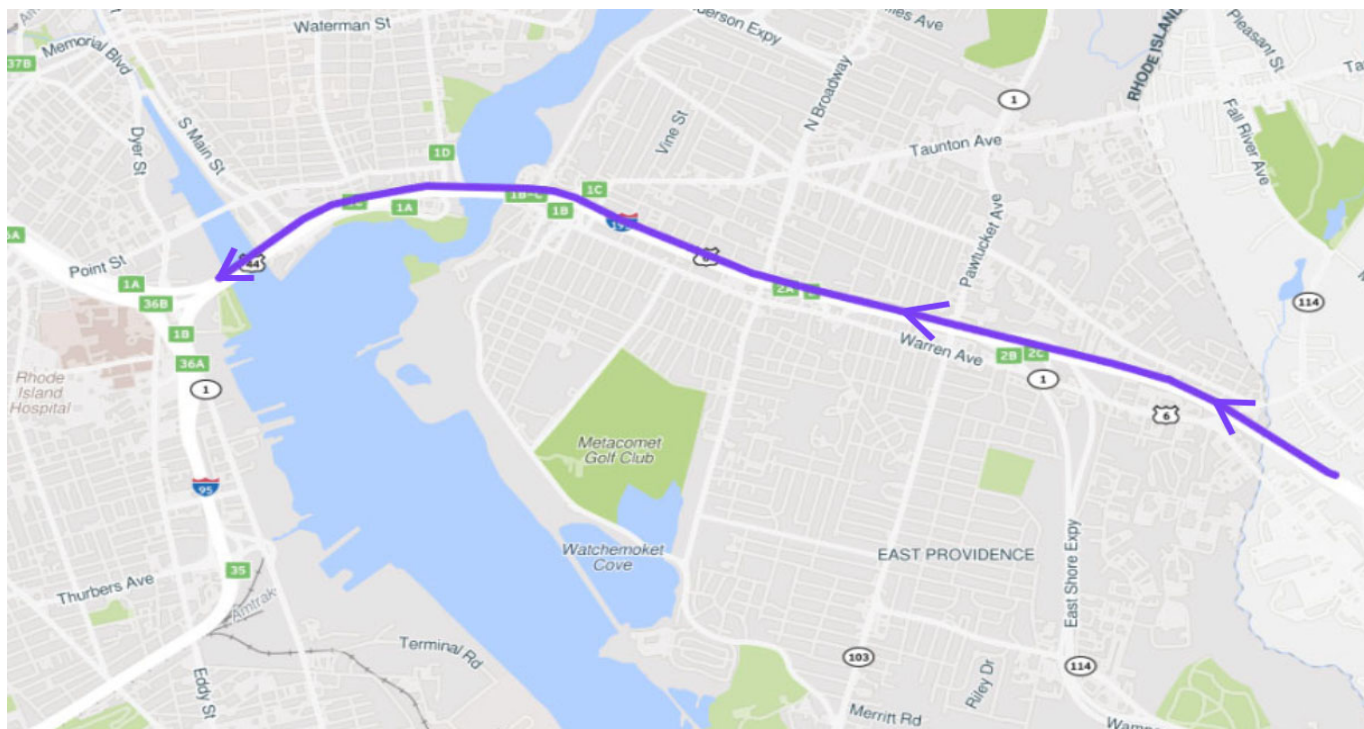 Waterman St
Memorial Blvd
37B
Dyer St
S Main St
1D
Vine St
N Broadway
1
Taunton Ave
RHODE ISLAND
Pleasant St
Fall River Ave
1C
1A
1B-C
1B
Pawtucket Ave
Point St
44
1A
36B
1B
36A
1
Rhode
Island
Hospital
2A
Warren Ave
2B
2C
1
6
114
Metacomet
Golf Club
95
Watchemoket
Cove
EAST PROVIDENCE
East Shore Expy
35
Thurbers Ave
Amtrak
Terminal Rd
Eddy St
103
Riley Dr
114
Merritt Rd